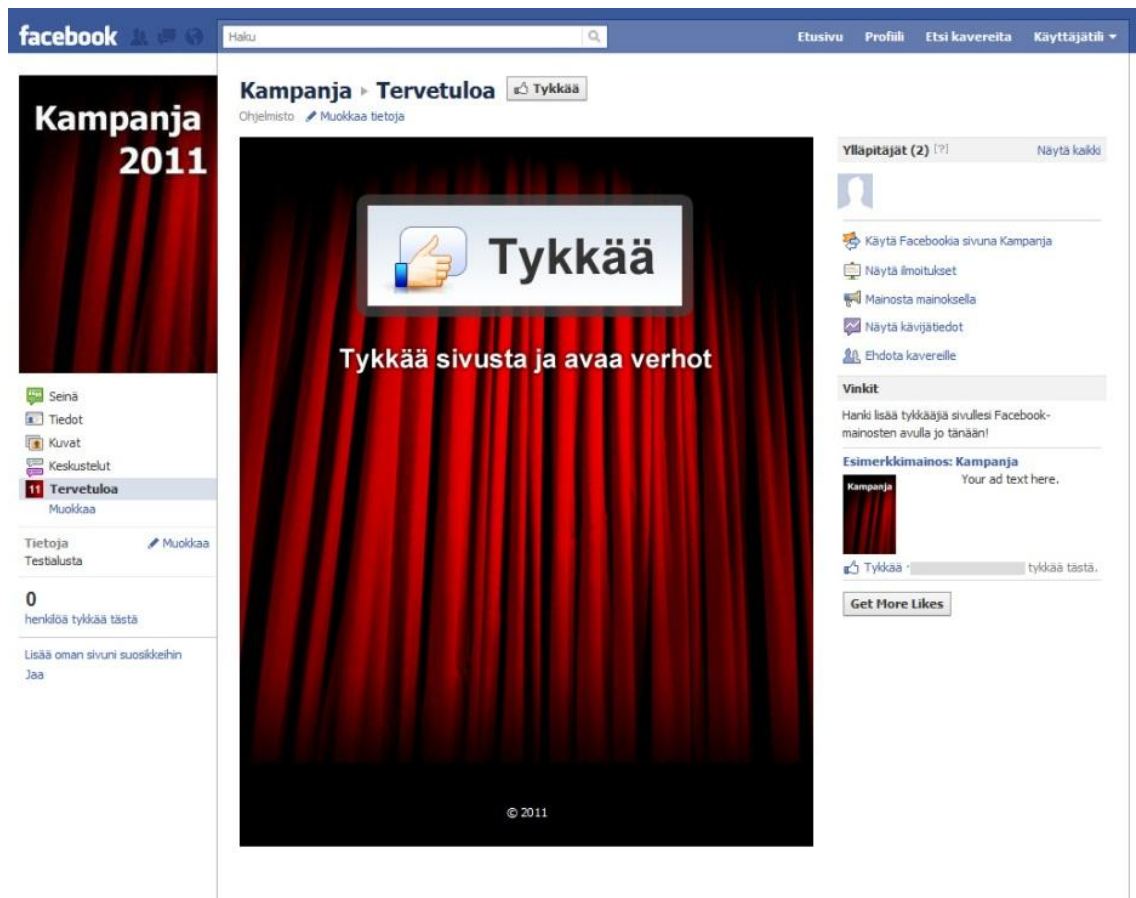 facebook
Haku
Etusivu Profiili Etsi kavereita Käyttäjätili
Kampanja
2011
Kampanja Tervetuloa Tykkää
Ohjelmisto Muokkaa tietoja
Tykkää
Tykkää sivusta ja avaa verhot
© 2011
Seinä
Tiedot
Kuvat
Keskustelut
11 Tervetuloa
Muokkaa
Tietoja Muokkaa
Testialusta
0
henkilöä tykkää tästä
Lisää oman sivuni suosikkeihin
Jaa
Ylläpitäjät (2) [?] Näytä kaikki
Käytä Facebookia sivuna Kampanja
Näytä ilmoitukset
Mainosta mainoksella
Näytä kävijätiedot
Ehdota kavereille
Vinkit
Hanki lisää tykkääjiä sivullesi Facebook-
mainosten avulla jo tänään!
Esimerkkimainos: Kampanja
Kampanja
Your ad text here.
Tykkää · tykkää tästä.
Get More Likes